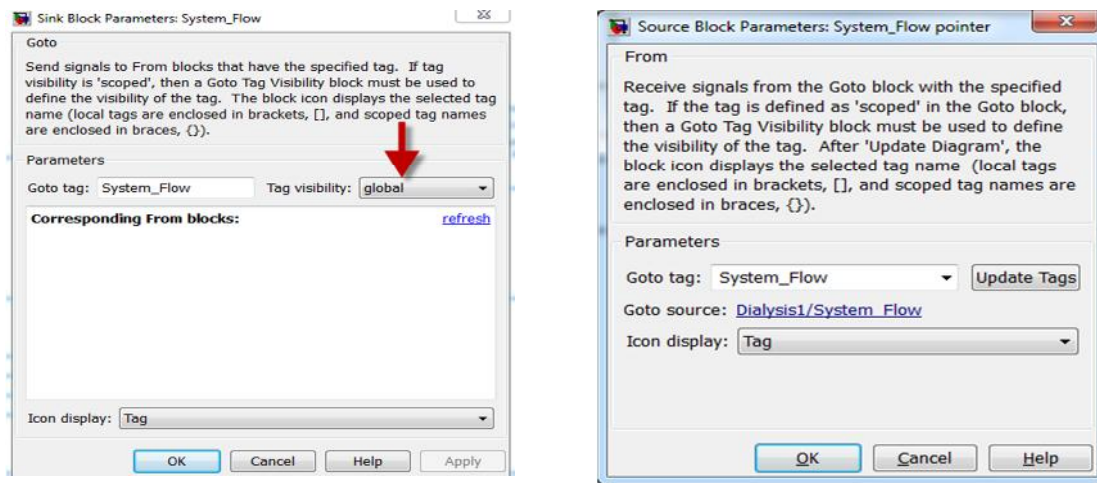 Sink Block Parameters: System_Flow
Goto
Send signals to From blocks that have the specified tag. If tag
visibility is 'scoped', then a Goto Tag Visibility block must be used to
define the visibility of the tag. The block icon displays the selected tag
name (local tags are enclosed in brackets, [], and scoped tag names
are enclosed in braces, {}).
Parameters
Goto tag: System_Flow Tag visibility: global
Corresponding From blocks: refresh
Icon display: Tag
OK Cancel Help Apply
Source Block Parameters: System_Flow pointer
From
Receive signals from the Goto block with the specified
tag. If the tag is defined as 'scoped' in the Goto block,
then a Goto Tag Visibility block must be used to define
the visibility of the tag. After 'Update Diagram', the
block icon displays the selected tag name (local tags
are enclosed in brackets, [], and scoped tag names are
enclosed in braces, {}).
Parameters
Goto tag: System_Flow Update Tags
Goto source: Dialysis1/System_Flow
Icon display: Tag
OK Cancel Help